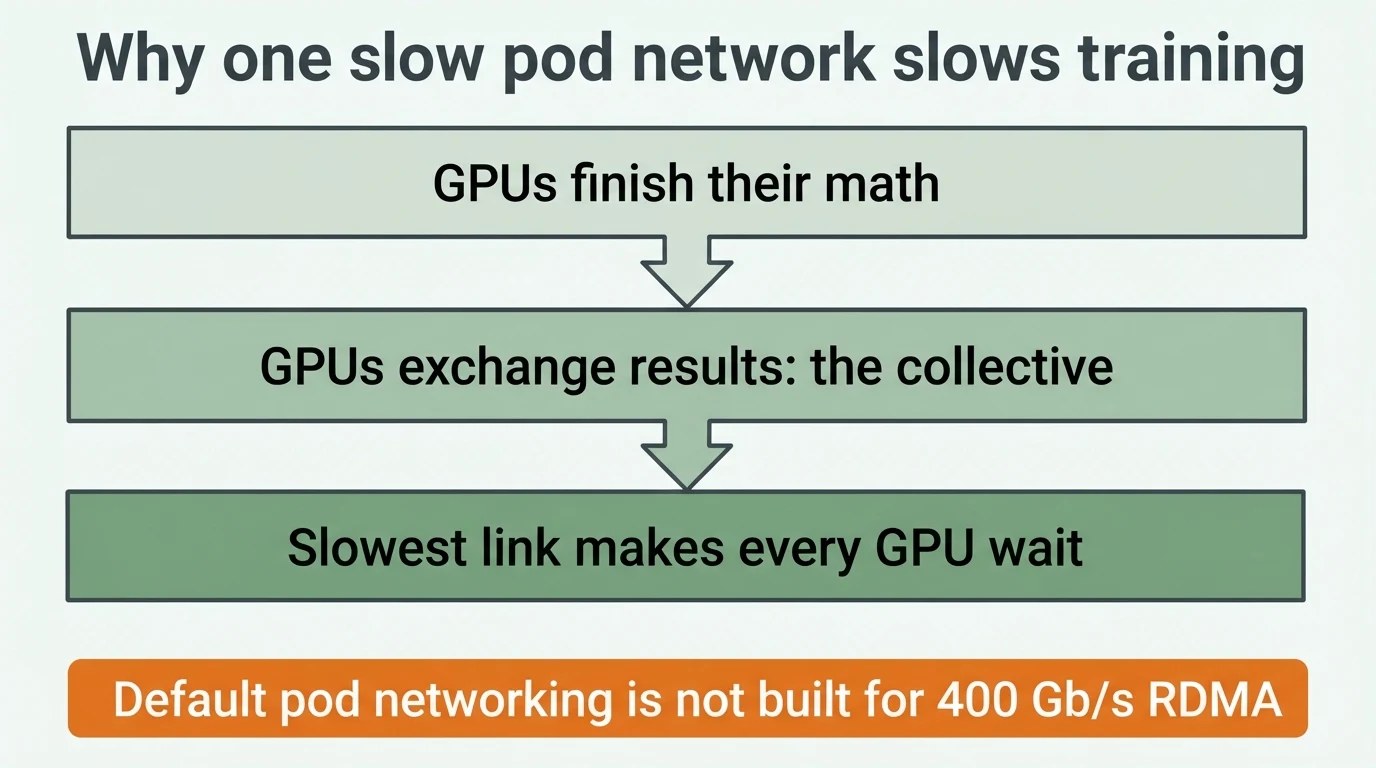 Why one slow pod network slows training
GPUs finish their math
GPUs exchange results: the collective
Slowest link makes every GPU wait
Default pod networking is not built for 400 Gb/s RDMA